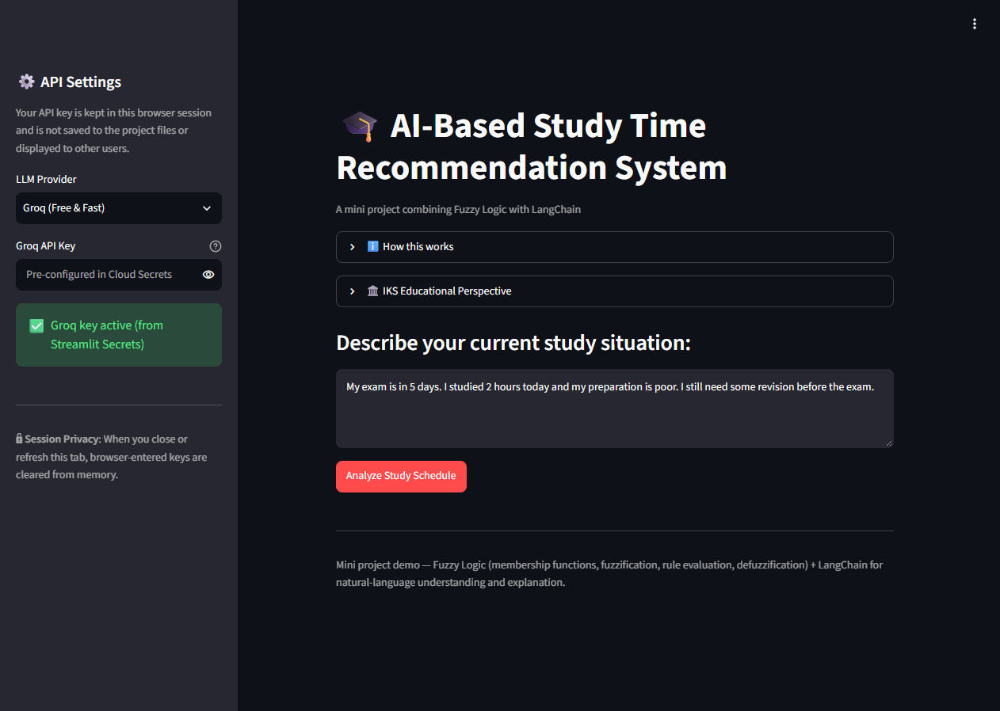 API Settings
Your API key is kept in this browser session
and is not saved to the project files or
displayed to other users.
LLM Provider
Groq (Free & Fast)
Groq API Key
Pre-configured in Cloud Secrets
Groq key active (from
Streamlit Secrets)
Session Privacy: When you close or
refresh this tab, browser-entered keys are
cleared from memory.
AI-Based Study Time
Recommendation System
A mini project combining Fuzzy Logic with LangChain
How this works
IKS Educational Perspective
Describe your current study situation:
My exam is in 5 days. I studied 2 hours today and my preparation is poor. I still need some revision before the exam.
Analyze Study Schedule
Mini project demo — Fuzzy Logic (membership functions, fuzzification, rule evaluation, defuzzification) + LangChain for
natural-language understanding and explanation.